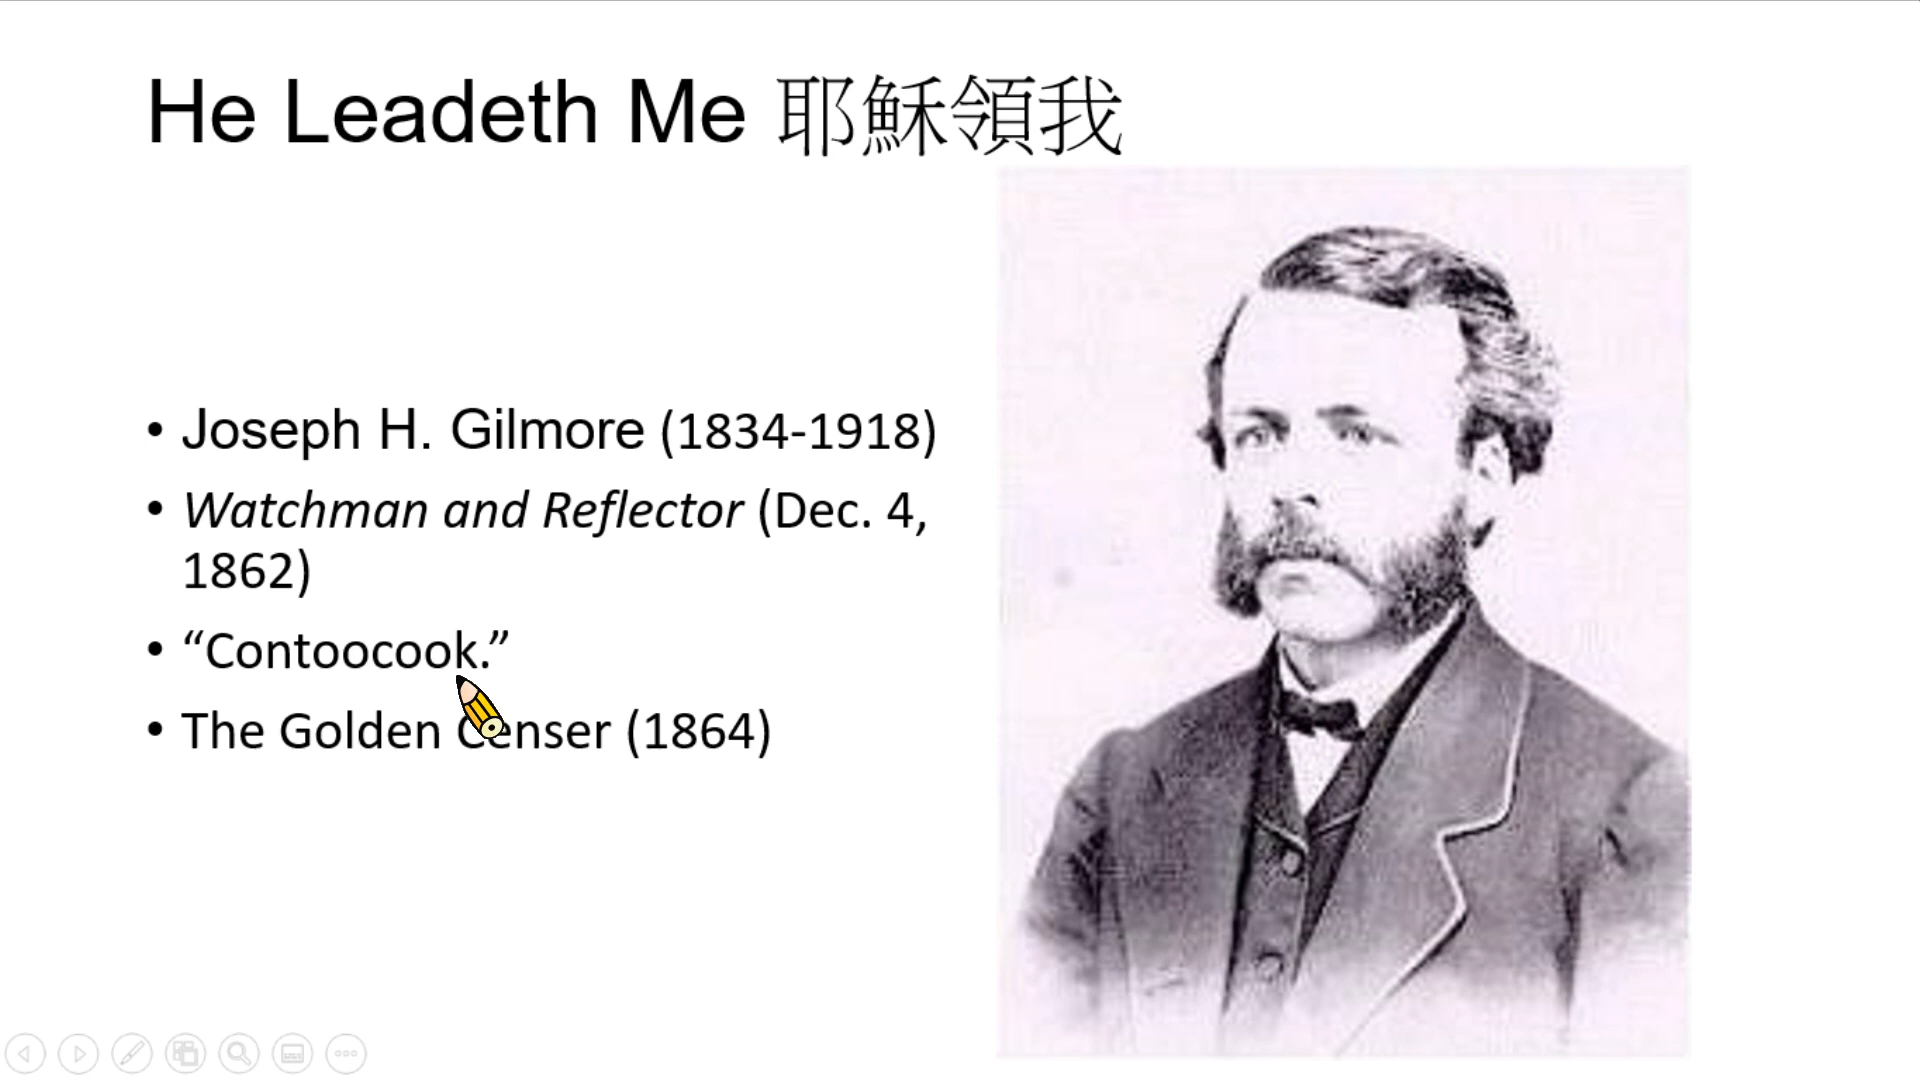 He Leadeth Me 耶穌領我
• Joseph H. Gilmore (1834-1918)
• Watchman and Reflector (Dec. 4,
1862)
• “Contoocook.”
• The Golden Censer (1864)